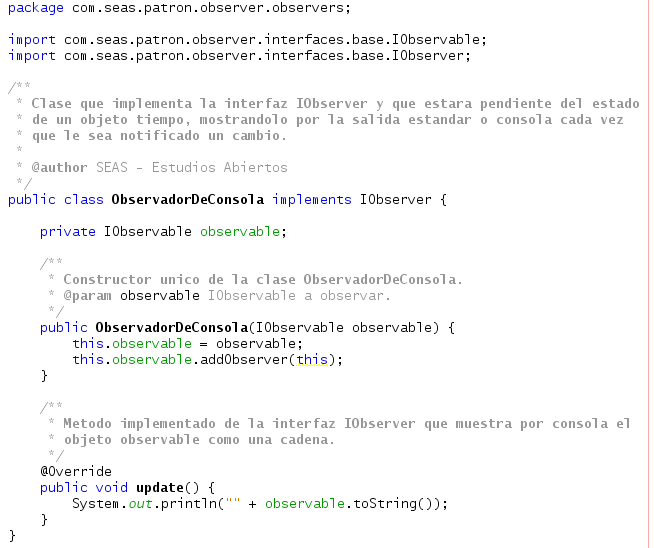 package com.seas.patron.observer.observers;

import com.seas.patron.observer.interfaces.base.IObservable;
import com.seas.patron.observer.interfaces.base.IObserver;

/**
 * Clase que implementa la interfaz IObserver y que estara pendiente del estado
 * de un objeto tiempo, mostrandolo por la salida estandar o consola cada vez
 * que le sea notificado un cambio.
 *
 * @author SEAS - Estudios Abiertos
 */
public class ObservadorDeConsola implements IObserver {

    private IObservable observable;

    /**
     * Constructor unico de la clase ObservadorDeConsola.
     * @param observable IObservable a observar.
     */
    public ObservadorDeConsola(IObservable observable) {
        this.observable = observable;
        this.observable.addObserver(this);
    }

    /**
     * Metodo implementado de la interfaz IObserver que muestra por consola el
     * objeto observable como una cadena.
     */
    @Override
    public void update() {
        System.out.println("" + observable.toString());
    }
}